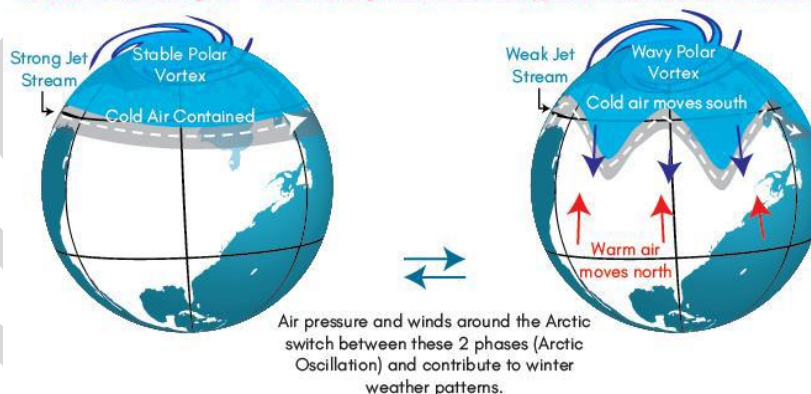 Strong Jet
Stream
Stable Polar
Vortex
Cold Air Contained
Weak Jet
Stream
Wavy Polar
Vortex
Cold air moves south
Warm air
moves north
Air pressure and winds around the Arctic
switch between these 2 phases (Arctic
Oscillation) and contribute to winter
weather patterns.